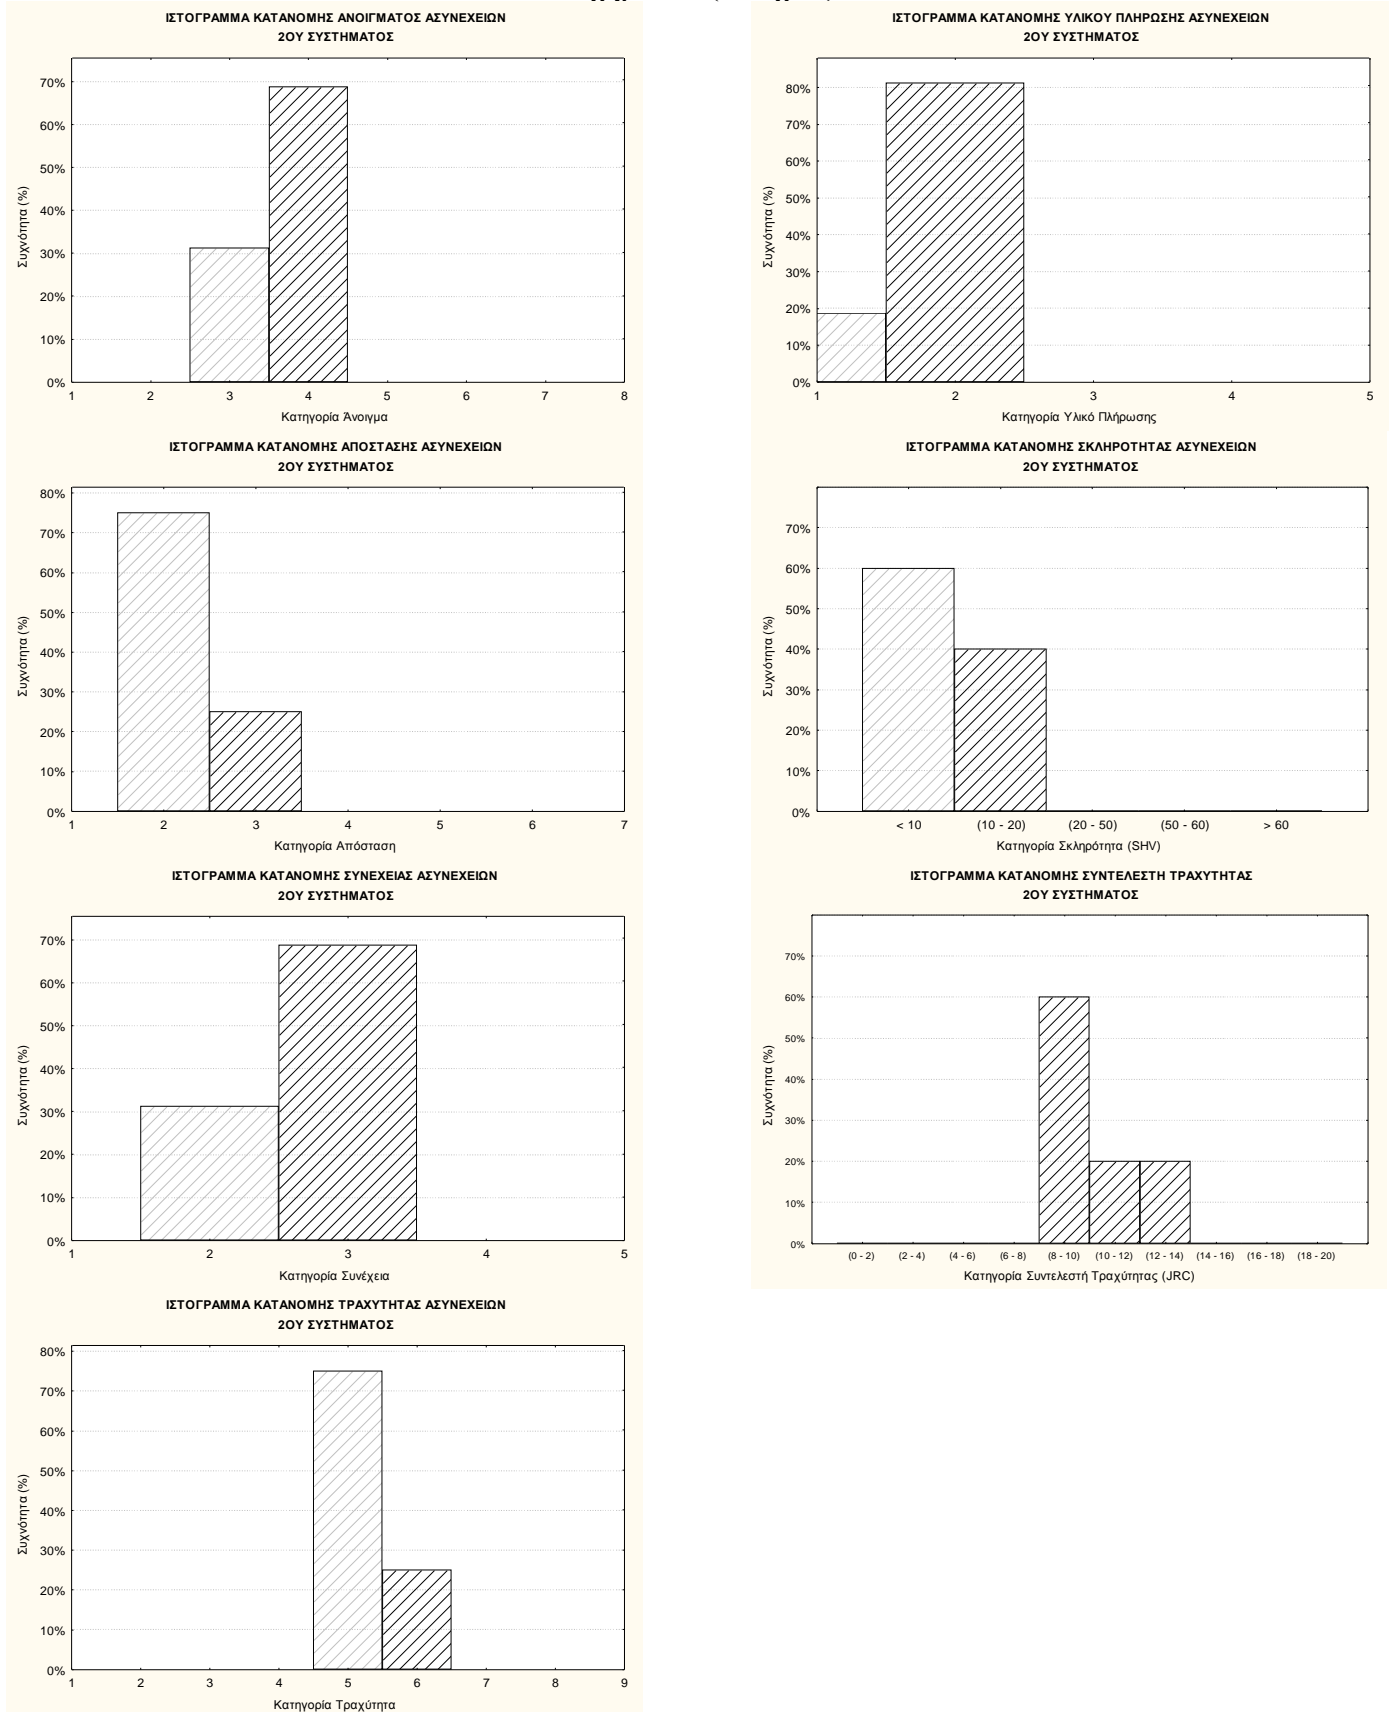 ΙΣΤΟΓΡΑΜΜΑ ΚΑΤΑΝΟΜΗΣ ΑΝΟΙΓΜΑΤΟΣ ΑΣΥΝΕΧΕΙΩΝ
2ΟΥ ΣΥΣΤΗΜΑΤΟΣ
70%
60%
50%
40%
30%
20%
10%
0%
Συχνότητα (%)
1 2 3 4 5 6 7 8
Κατηγορία Άνοιγμα
ΙΣΤΟΓΡΑΜΜΑ ΚΑΤΑΝΟΜΗΣ ΥΛΙΚΟΥ ΠΛΗΡΩΣΗΣ ΑΣΥΝΕΧΕΙΩΝ
2ΟΥ ΣΥΣΤΗΜΑΤΟΣ
80%
70%
60%
50%
40%
30%
20%
10%
0%
Συχνότητα (%)
1 2 3 4 5
Κατηγορία Υλικό Πλήρωσης
ΙΣΤΟΓΡΑΜΜΑ ΚΑΤΑΝΟΜΗΣ ΑΠΟΣΤΑΣΗΣ ΑΣΥΝΕΧΕΙΩΝ
2ΟΥ ΣΥΣΤΗΜΑΤΟΣ
80%
70%
60%
50%
40%
30%
20%
10%
0%
Συχνότητα (%)
1 2 3 4 5 6 7
Κατηγορία Απόσταση
ΙΣΤΟΓΡΑΜΜΑ ΚΑΤΑΝΟΜΗΣ ΣΚΛΗΡΟΤΗΤΑΣ ΑΣΥΝΕΧΕΙΩΝ
2ΟΥ ΣΥΣΤΗΜΑΤΟΣ
70%
60%
50%
40%
30%
20%
10%
0%
Συχνότητα (%)
< 10 (10 - 20) (20 - 50) (50 - 60) > 60
Κατηγορία Σκληρότητα (SHV)
ΙΣΤΟΓΡΑΜΜΑ ΚΑΤΑΝΟΜΗΣ ΣΥΝΕΧΕΙΑΣ ΑΣΥΝΕΧΕΙΩΝ
2ΟΥ ΣΥΣΤΗΜΑΤΟΣ
70%
60%
50%
40%
30%
20%
10%
0%
Συχνότητα (%)
1 2 3 4 5
Κατηγορία Συνέχεια
ΙΣΤΟΓΡΑΜΜΑ ΚΑΤΑΝΟΜΗΣ ΣΥΝΤΕΛΕΣΤΗ ΤΡΑΧΥΤΗΤΑΣ
2ΟΥ ΣΥΣΤΗΜΑΤΟΣ
70%
60%
50%
40%
30%
20%
10%
0%
Συχνότητα (%)
(0 - 2) (2 - 4) (4 - 6) (6 - 8) (8 - 10) (10 - 12) (12 - 14) (14 - 16) (16 - 18) (18 - 20)
Κατηγορία Συντελεστή Τραχύτητας (JRC)
ΙΣΤΟΓΡΑΜΜΑ ΚΑΤΑΝΟΜΗΣ ΤΡΑΧΥΤΗΤΑΣ ΑΣΥΝΕΧΕΙΩΝ
2ΟΥ ΣΥΣΤΗΜΑΤΟΣ
80%
70%
60%
50%
40%
30%
20%
10%
0%
Συχνότητα (%)
1 2 3 4 5 6 7 8 9
Κατηγορία Τραχύτητα